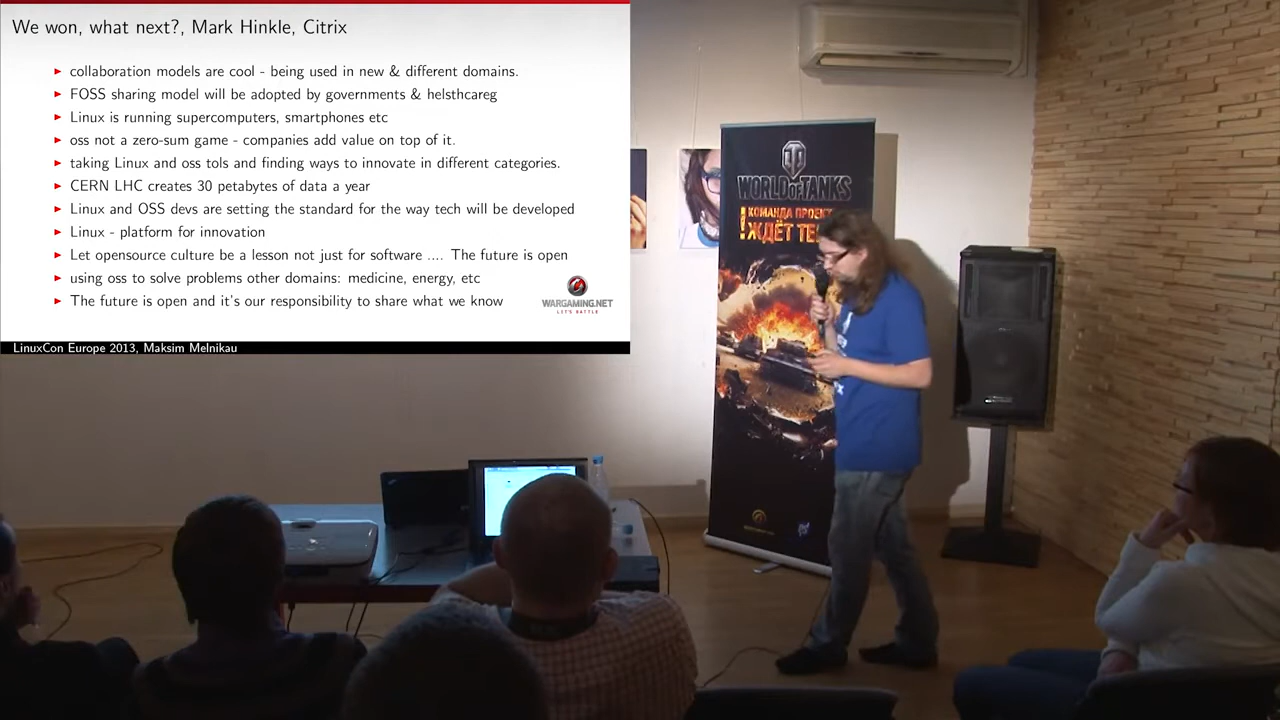 We won, what next?, Mark Hinkle, Citrix
collaboration models are cool - being used in new & different domains.
FOSS sharing model will be adopted by governments & helsthcareg
Linux is running supercomputers, smartphones etc
oss not a zero-sum game - companies add value on top of it.
taking Linux and oss tols and finding ways to innovate in different categories.
CERN LHC creates 30 petabytes of data a year
Linux and OSS devs are setting the standard for the way tech will be developed
Linux - platform for innovation
Let opensource culture be a lesson not just for software .... The future is open
using oss to solve problems other domains: medicine, energy, etc
The future is open and it's our responsibility to share what we know
WARGAMING.NET
LET'S BATTLE
LinuxCon Europe 2013, Maksim Melnikau
WORLD OF TANKS
КОМАНДА
! ЖДЁТ